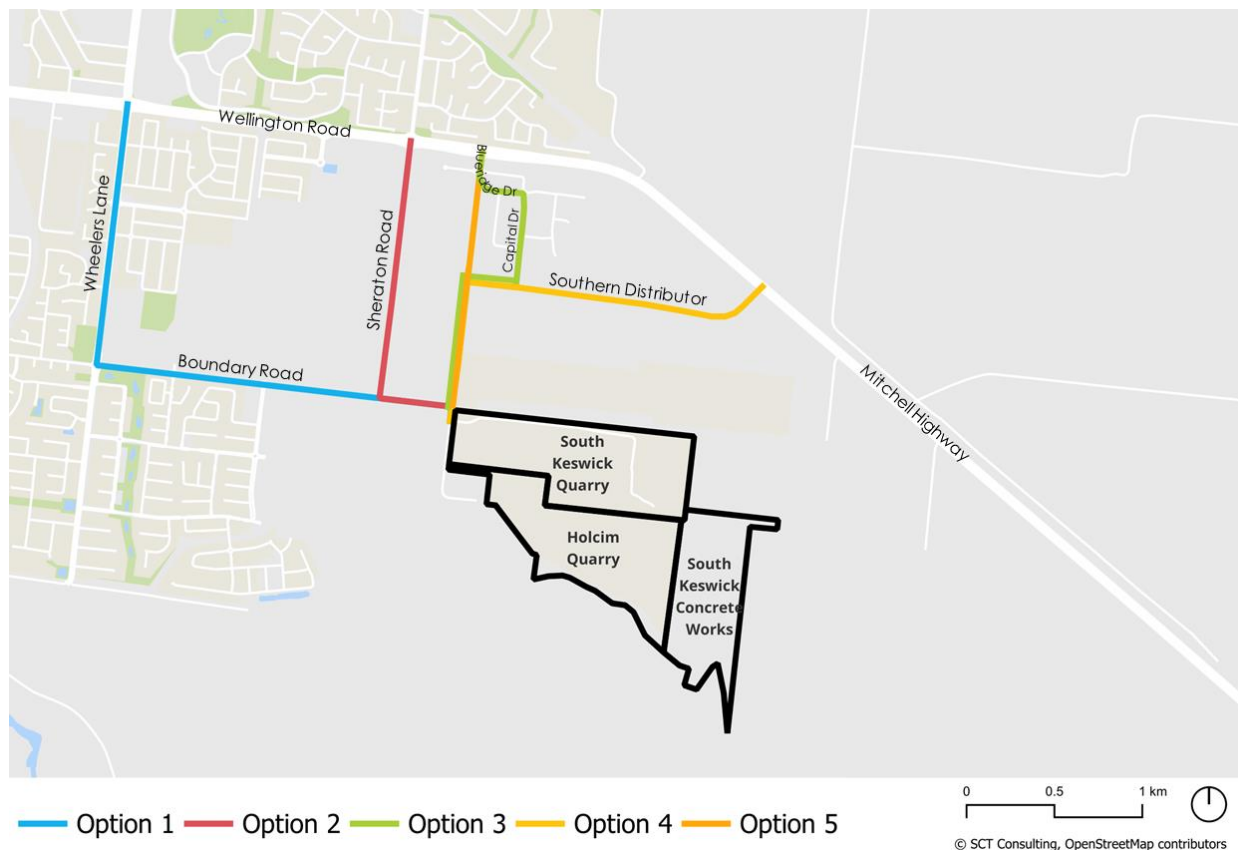 Wellington Road
Blueridge Dr
Wheelers Lane
Sheraton Road
Capital Dr
Southern Distributor
Boundary Road
Mitchell Highway
South
Keswick
Quarry
Holcim
Quarry
South
Keswick
Concrete
Works
0 0.5 1 km
Option 1 Option 2 Option 3 Option 4 Option 5
© SCT Consulting, OpenStreetMap contributors